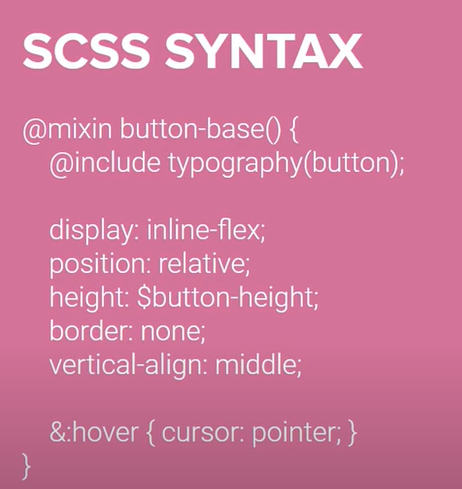 SCSS SYNTAX
@mixin button-base() {
@include typography(button);
display: inline-flex;
position: relative;
height: $button-height;
border: none;
vertical-align: middle;
&:hover { cursor: pointer; }
}